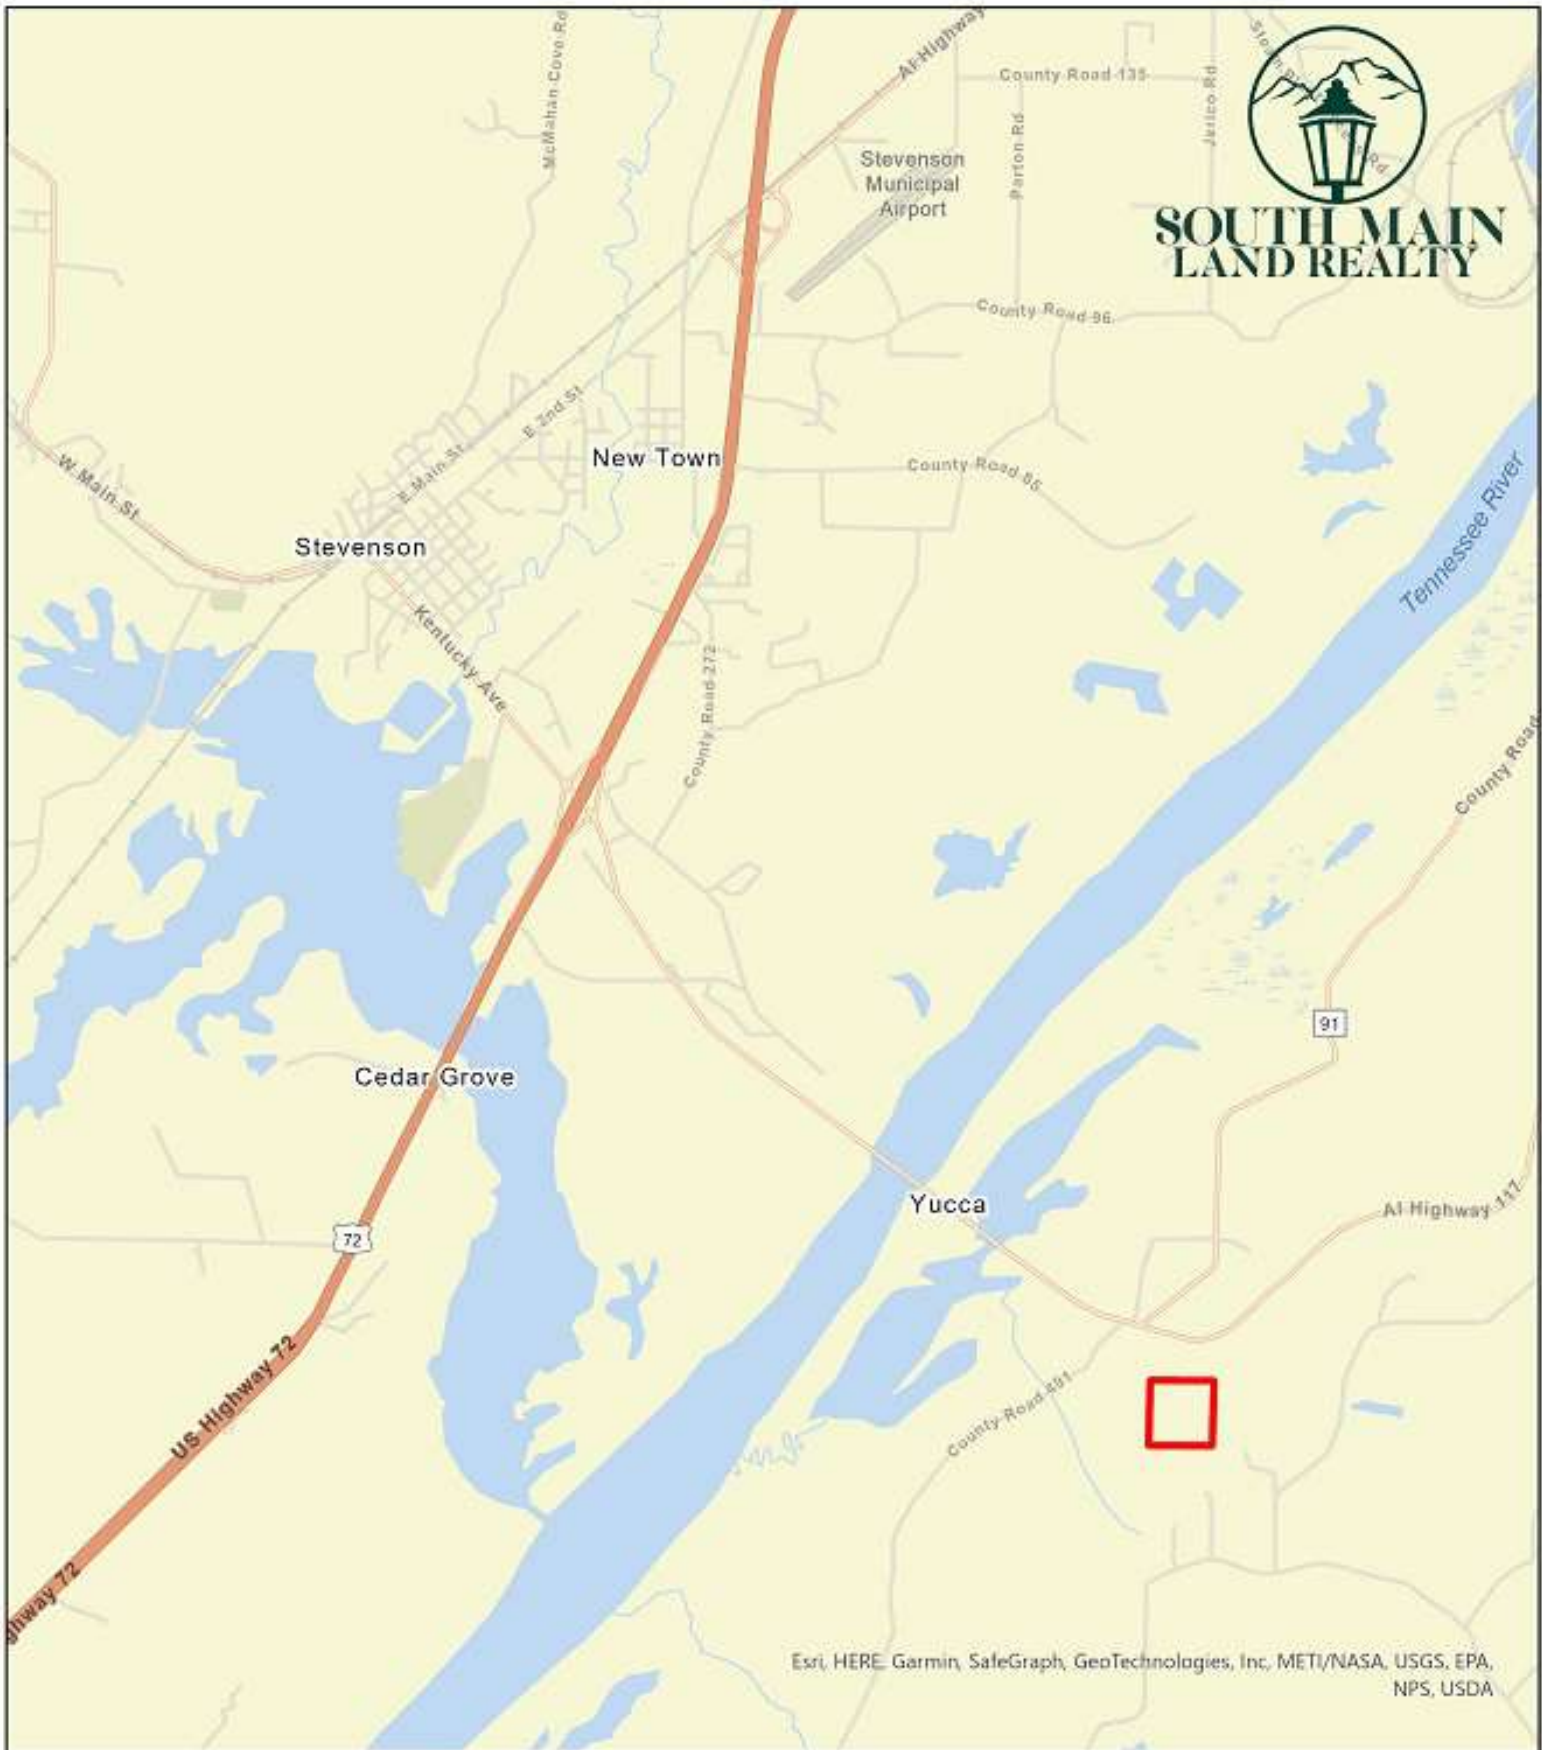 McMahan Cove Rd
Al Highway
County Road 135
Parton Rd
Jerico Rd
Stevenson
Municipal
Airport
SOUTH MAIN
LAND REALTY
County Road 96
E 2nd St
E Main St
New Town
County Road 85
W Main St
Stevenson
Tennessee River
Kentucky Ave
County Road 272
County Road
91
Cedar Grove
Yucca
Al Highway 117
72
US Highway 72
County Road 491
ghway 72
Esri, HERE, Garmin, SafeGraph, GeoTechnologies, Inc, METI/NASA, USGS, EPA,
NPS, USDA